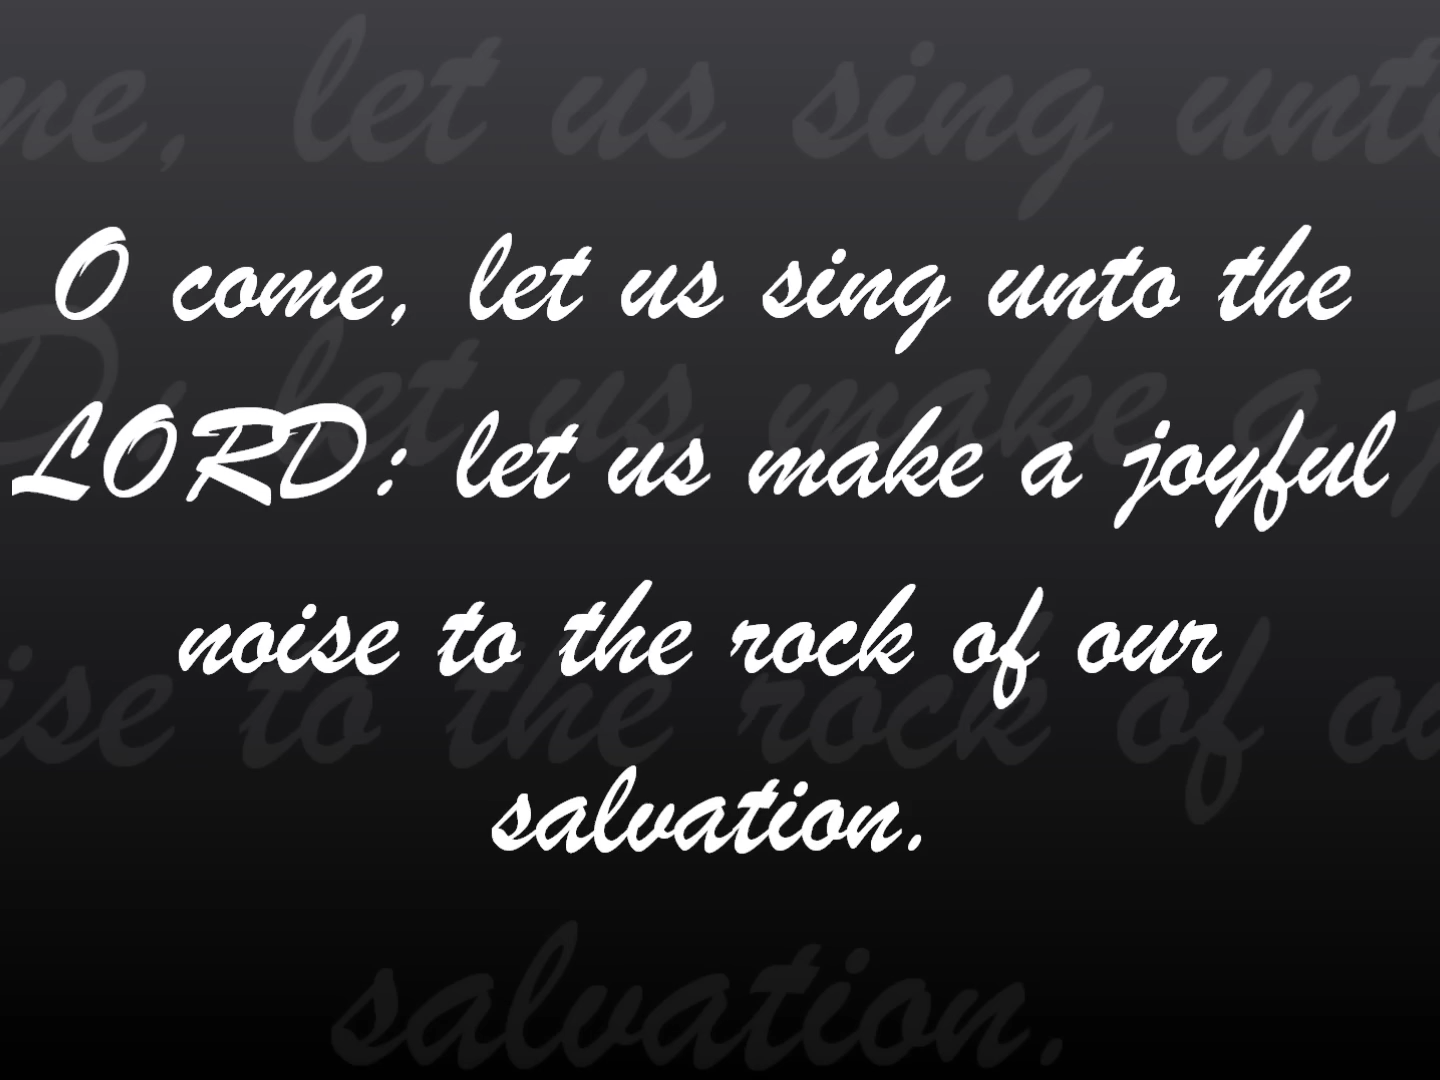 O come, let us sing unto the
LORD: let us make a joyful
noise to the rock of our
salvation.